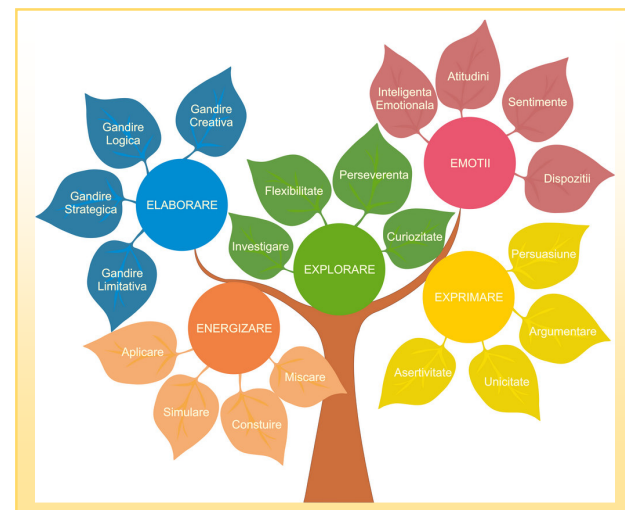 Gandire
Creativa
Gandire
Logica
Gandire
Strategica
Gandire
Limitativa
ELABORARE
Flexibilitate
Perseverenta
Investigare
Curiozitate
EXPLORARE
Inteligenta
Emotionala
Atitudini
Sentimente
Dispozitii
EMOTII
ENERGIZARE
Aplicare
Simulare
Constuire
Miscare
EXPRIMARE
Persuasiune
Argumentare
Unicitate
Asertivitate